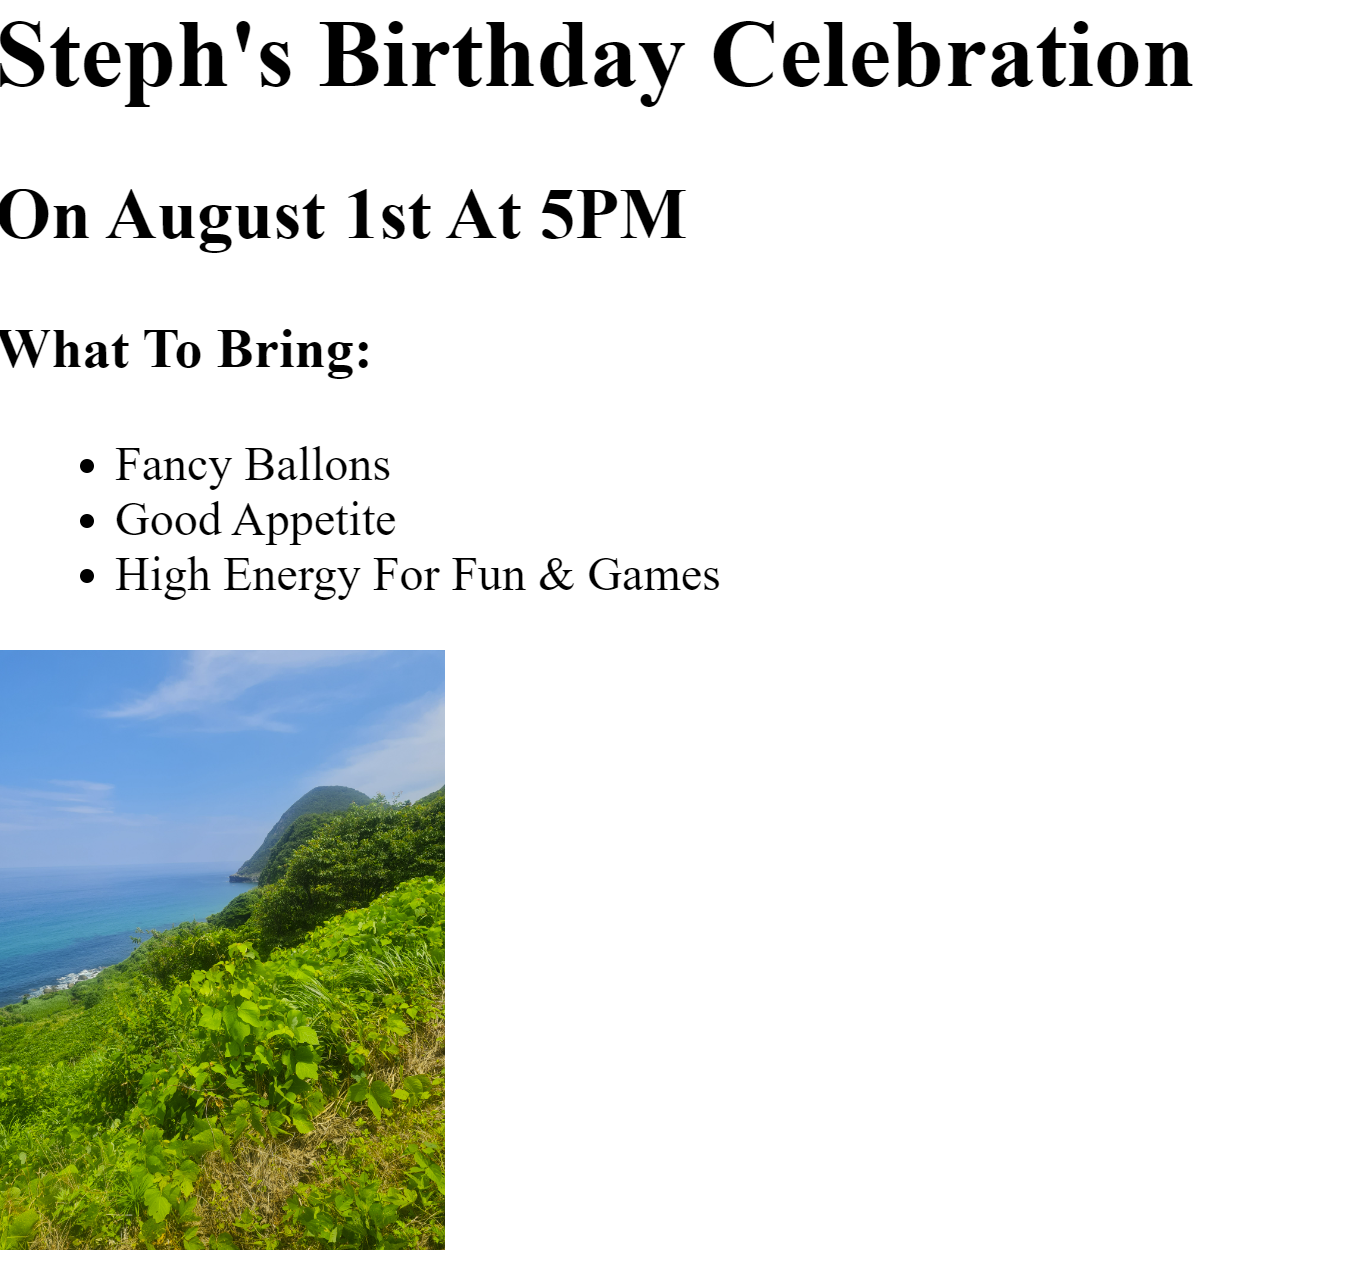 Steph's Birthday Celebration
On August 1st At 5PM
What To Bring:
• Fancy Ballons
• Good Appetite
• High Energy For Fun & Games